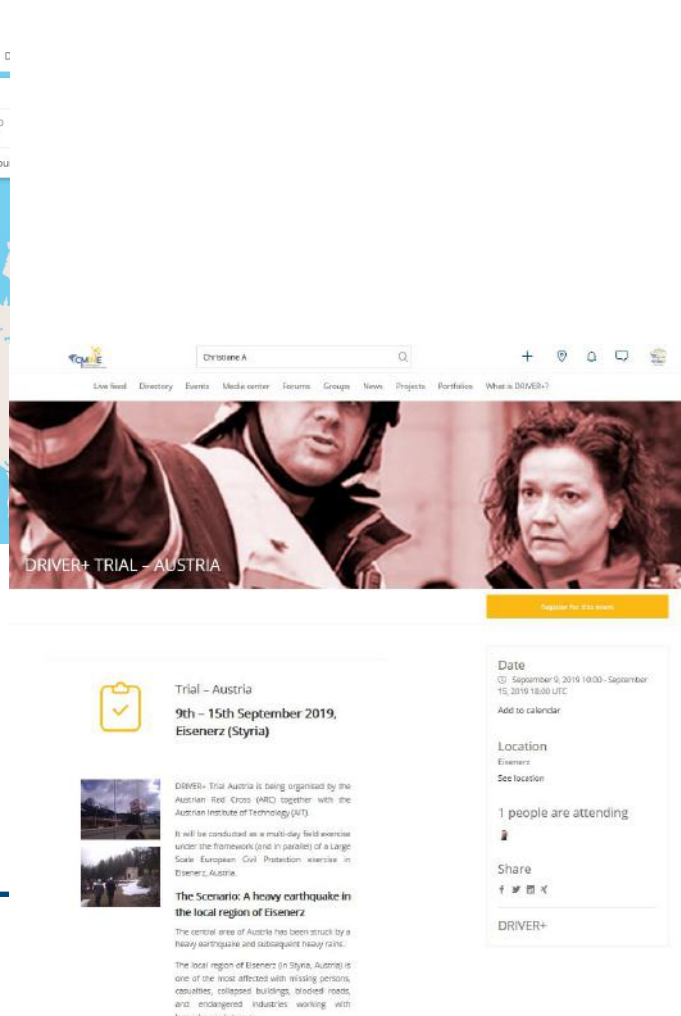 CMINE
Christiane A
Live feed Directory Events Media center Forums Groups News Projects Portfolios What is DRIVER+?
DRIVER+ TRIAL – AUSTRIA
Register for this event
Trial – Austria
9th – 15th September 2019,
Eisenerz (Styria)
DRIVER+ Trial Austria is being organised by the
Austrian Red Cross (ARC) together with the
Austrian Institute of Technology (AIT).
It will be conducted as a multi-day field exercise
under the framework (and in parallel) of a Large
Scale European Civil Protection exercise in
Eisenerz, Austria.
The Scenario: A heavy earthquake in
the local region of Eisenerz
The central area of Austria has been struck by a
heavy earthquake and subsequent heavy rains.
The local region of Eisenerz (in Styria, Austria) is
one of the most affected with missing persons,
casualties, collapsed buildings, blocked roads,
and endangered industries working with
Date
September 9, 2019 10:00 - September
15, 2019 18:00 UTC
Add to calendar
Location
Eisenerz
See location
1 people are attending
Share
DRIVER+